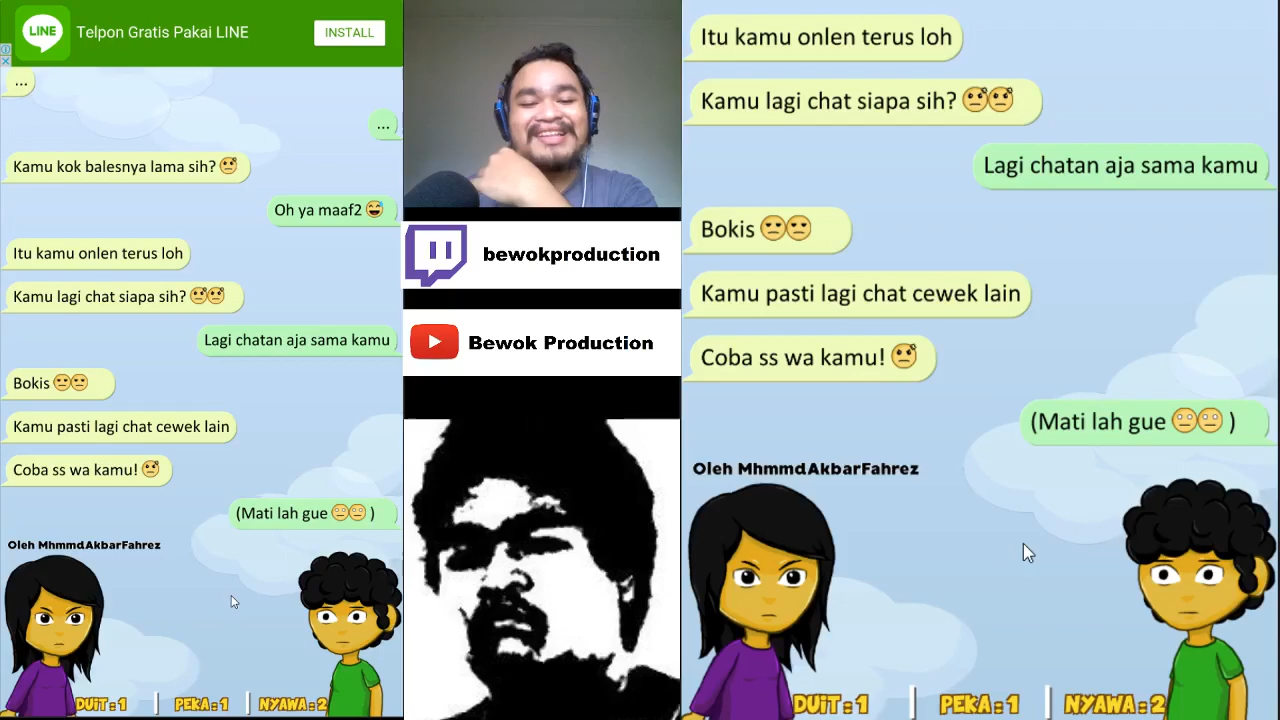 LINE
Telpon Gratis Pakai LINE
INSTALL
...
...
Kamu kok balesnya lama sih?
Oh ya maaf2
Itu kamu onlen terus loh
Kamu lagi chat siapa sih?
Lagi chatan aja sama kamu
Bokis
Kamu pasti lagi chat cewek lain
Coba ss wa kamu!
(Mati lah gue )
Oleh MhmmdAkbarFahrez
DUIT:1
PEKA:1
NYAWA:2
bewokproduction
Bewok Production
Itu kamu onlen terus loh
Kamu lagi chat siapa sih?
Lagi chatan aja sama kamu
Bokis
Kamu pasti lagi chat cewek lain
Coba ss wa kamu!
(Mati lah gue )
Oleh MhmmdAkbarFahrez
DUIT:1
PEKA:1
NYAWA:2